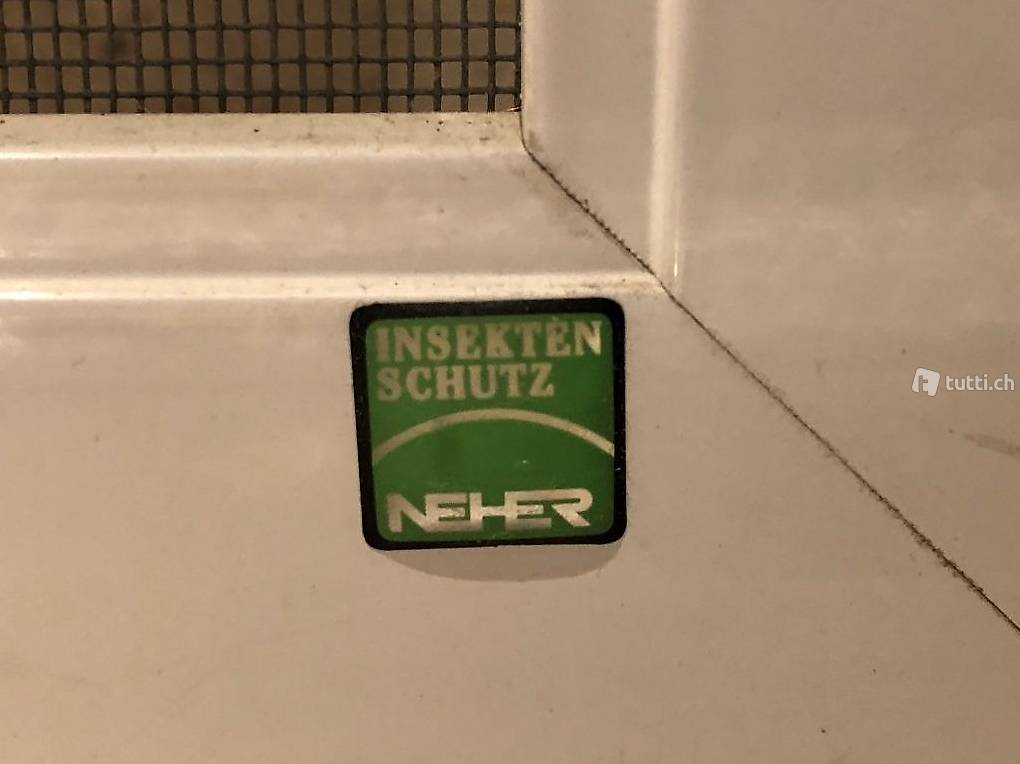 INSEKTEN
SCHUTZ
NEHER
tutti.ch